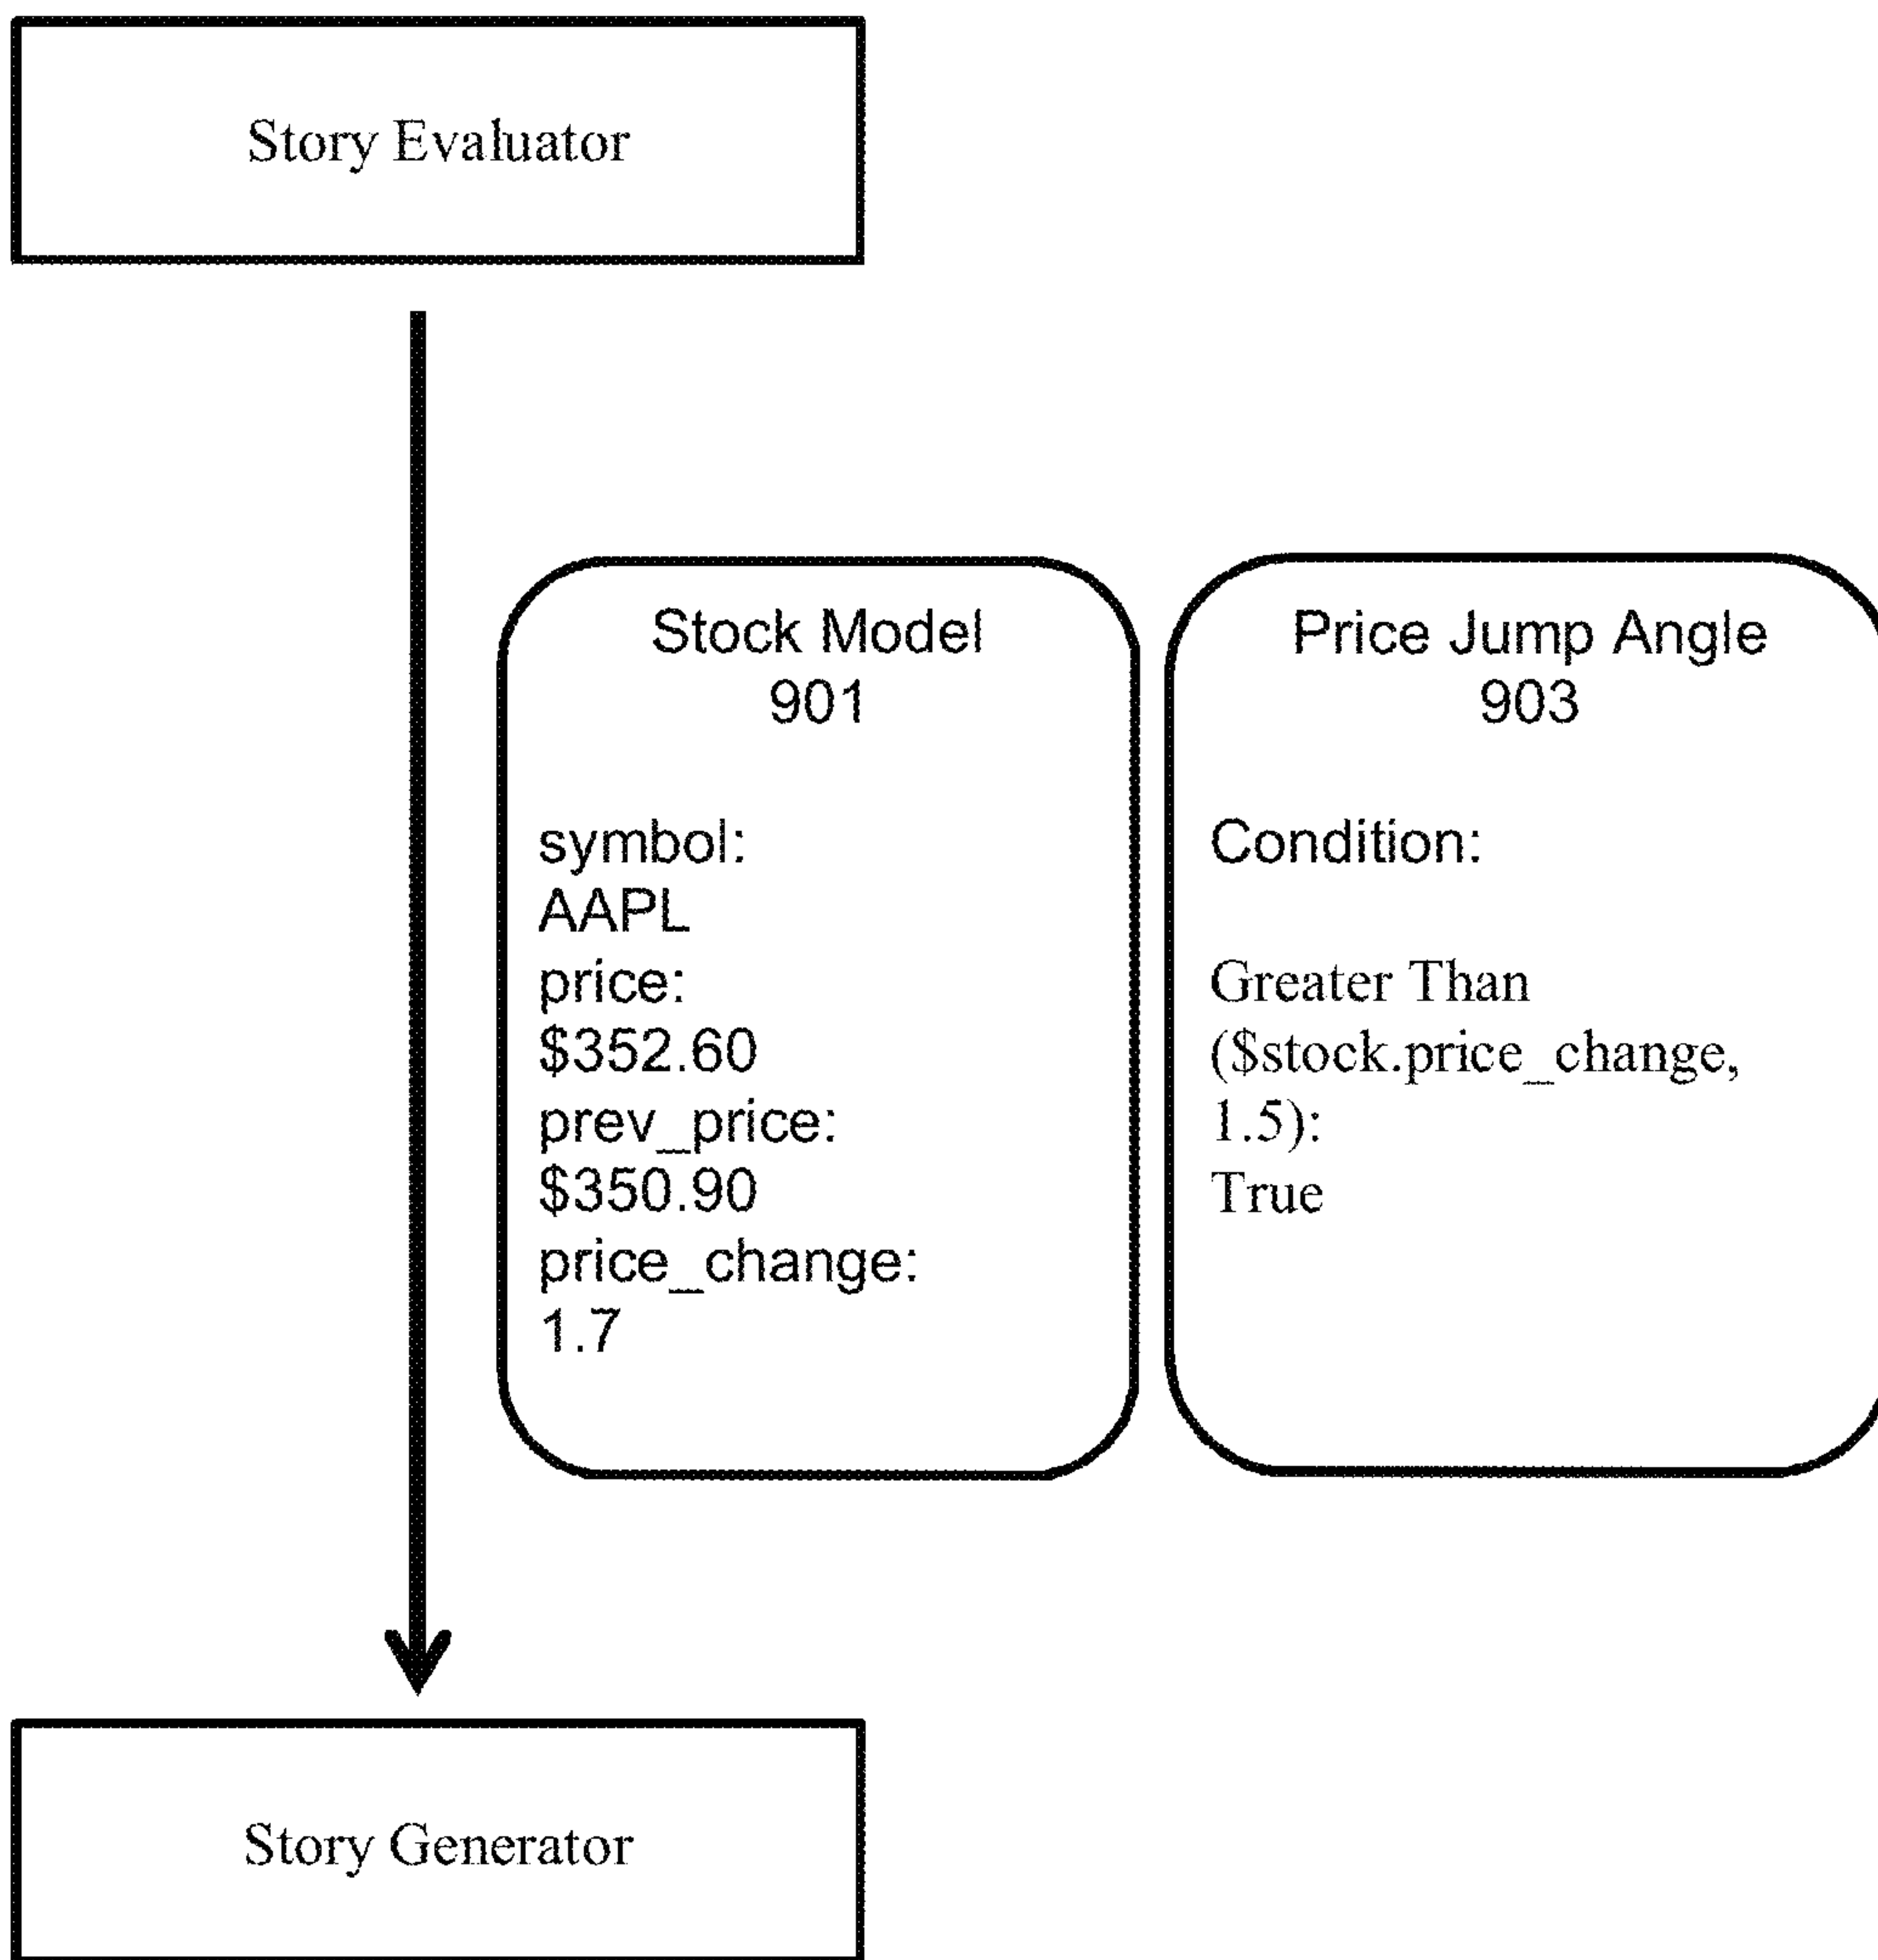 Story Evaluator
Stock Model
901
symbol:
AAPL
price:
$352.60
prev_price:
$350.90
price_change:
1.7
Price Jump Angle
903
Condition:
Greater Than
($stock.price_change,
1.5):
True
Story Generator